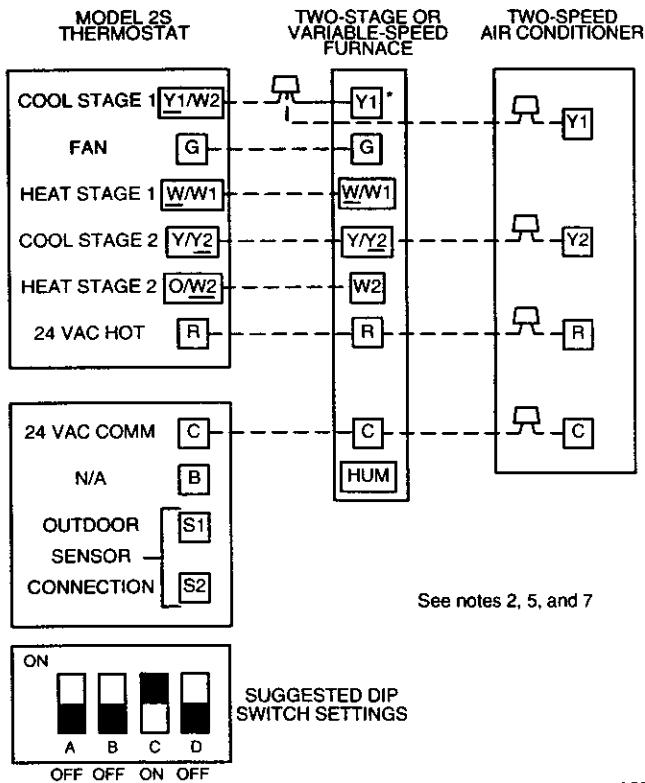 MODEL 2S THERMOSTAT
TWO-STAGE OR VARIABLE-SPEED FURNACE
TWO-SPEED AIR CONDITIONER
COOL STAGE 1 Y1/W2 Y1 * Y1
FAN G G
HEAT STAGE 1 W/W1 W/W1
COOL STAGE 2 Y/Y2 Y/Y2 Y2
HEAT STAGE 2 O/W2 W2
24 VAC HOT R R R
24 VAC COMM C C C
N/A B HUM
OUTDOOR S1
SENSOR
CONNECTION S2
See notes 2, 5, and 7
ON
SUGGESTED DIP
SWITCH SETTINGS
A B C D
OFF OFF ON OFF